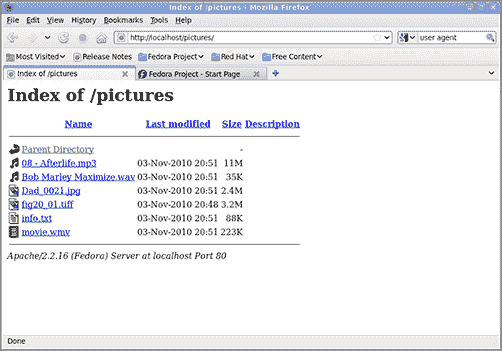 Index of /pictures - Mozilla Firefox
File Edit View History Bookmarks Tools Help
http://localhost/pictures/ user agent
Most Visited Release Notes Fedora Project Red Hat Free Content
Index of /pictures Fedora Project - Start Page
Index of /pictures
Name Last modified Size Description
Parent Directory -
08 - Afterlife.mp3 03-Nov-2010 20:51 11M
Bob Marley Maximize.wav 03-Nov-2010 20:51 35K
Dad_0021.jpg 03-Nov-2010 20:51 2.4M
fig20_01.tiff 03-Nov-2010 20:48 3.2M
info.txt 03-Nov-2010 20:51 88K
movie.wmv 03-Nov-2010 20:51 223K
Apache/2.2.16 (Fedora) Server at localhost Port 80
Done